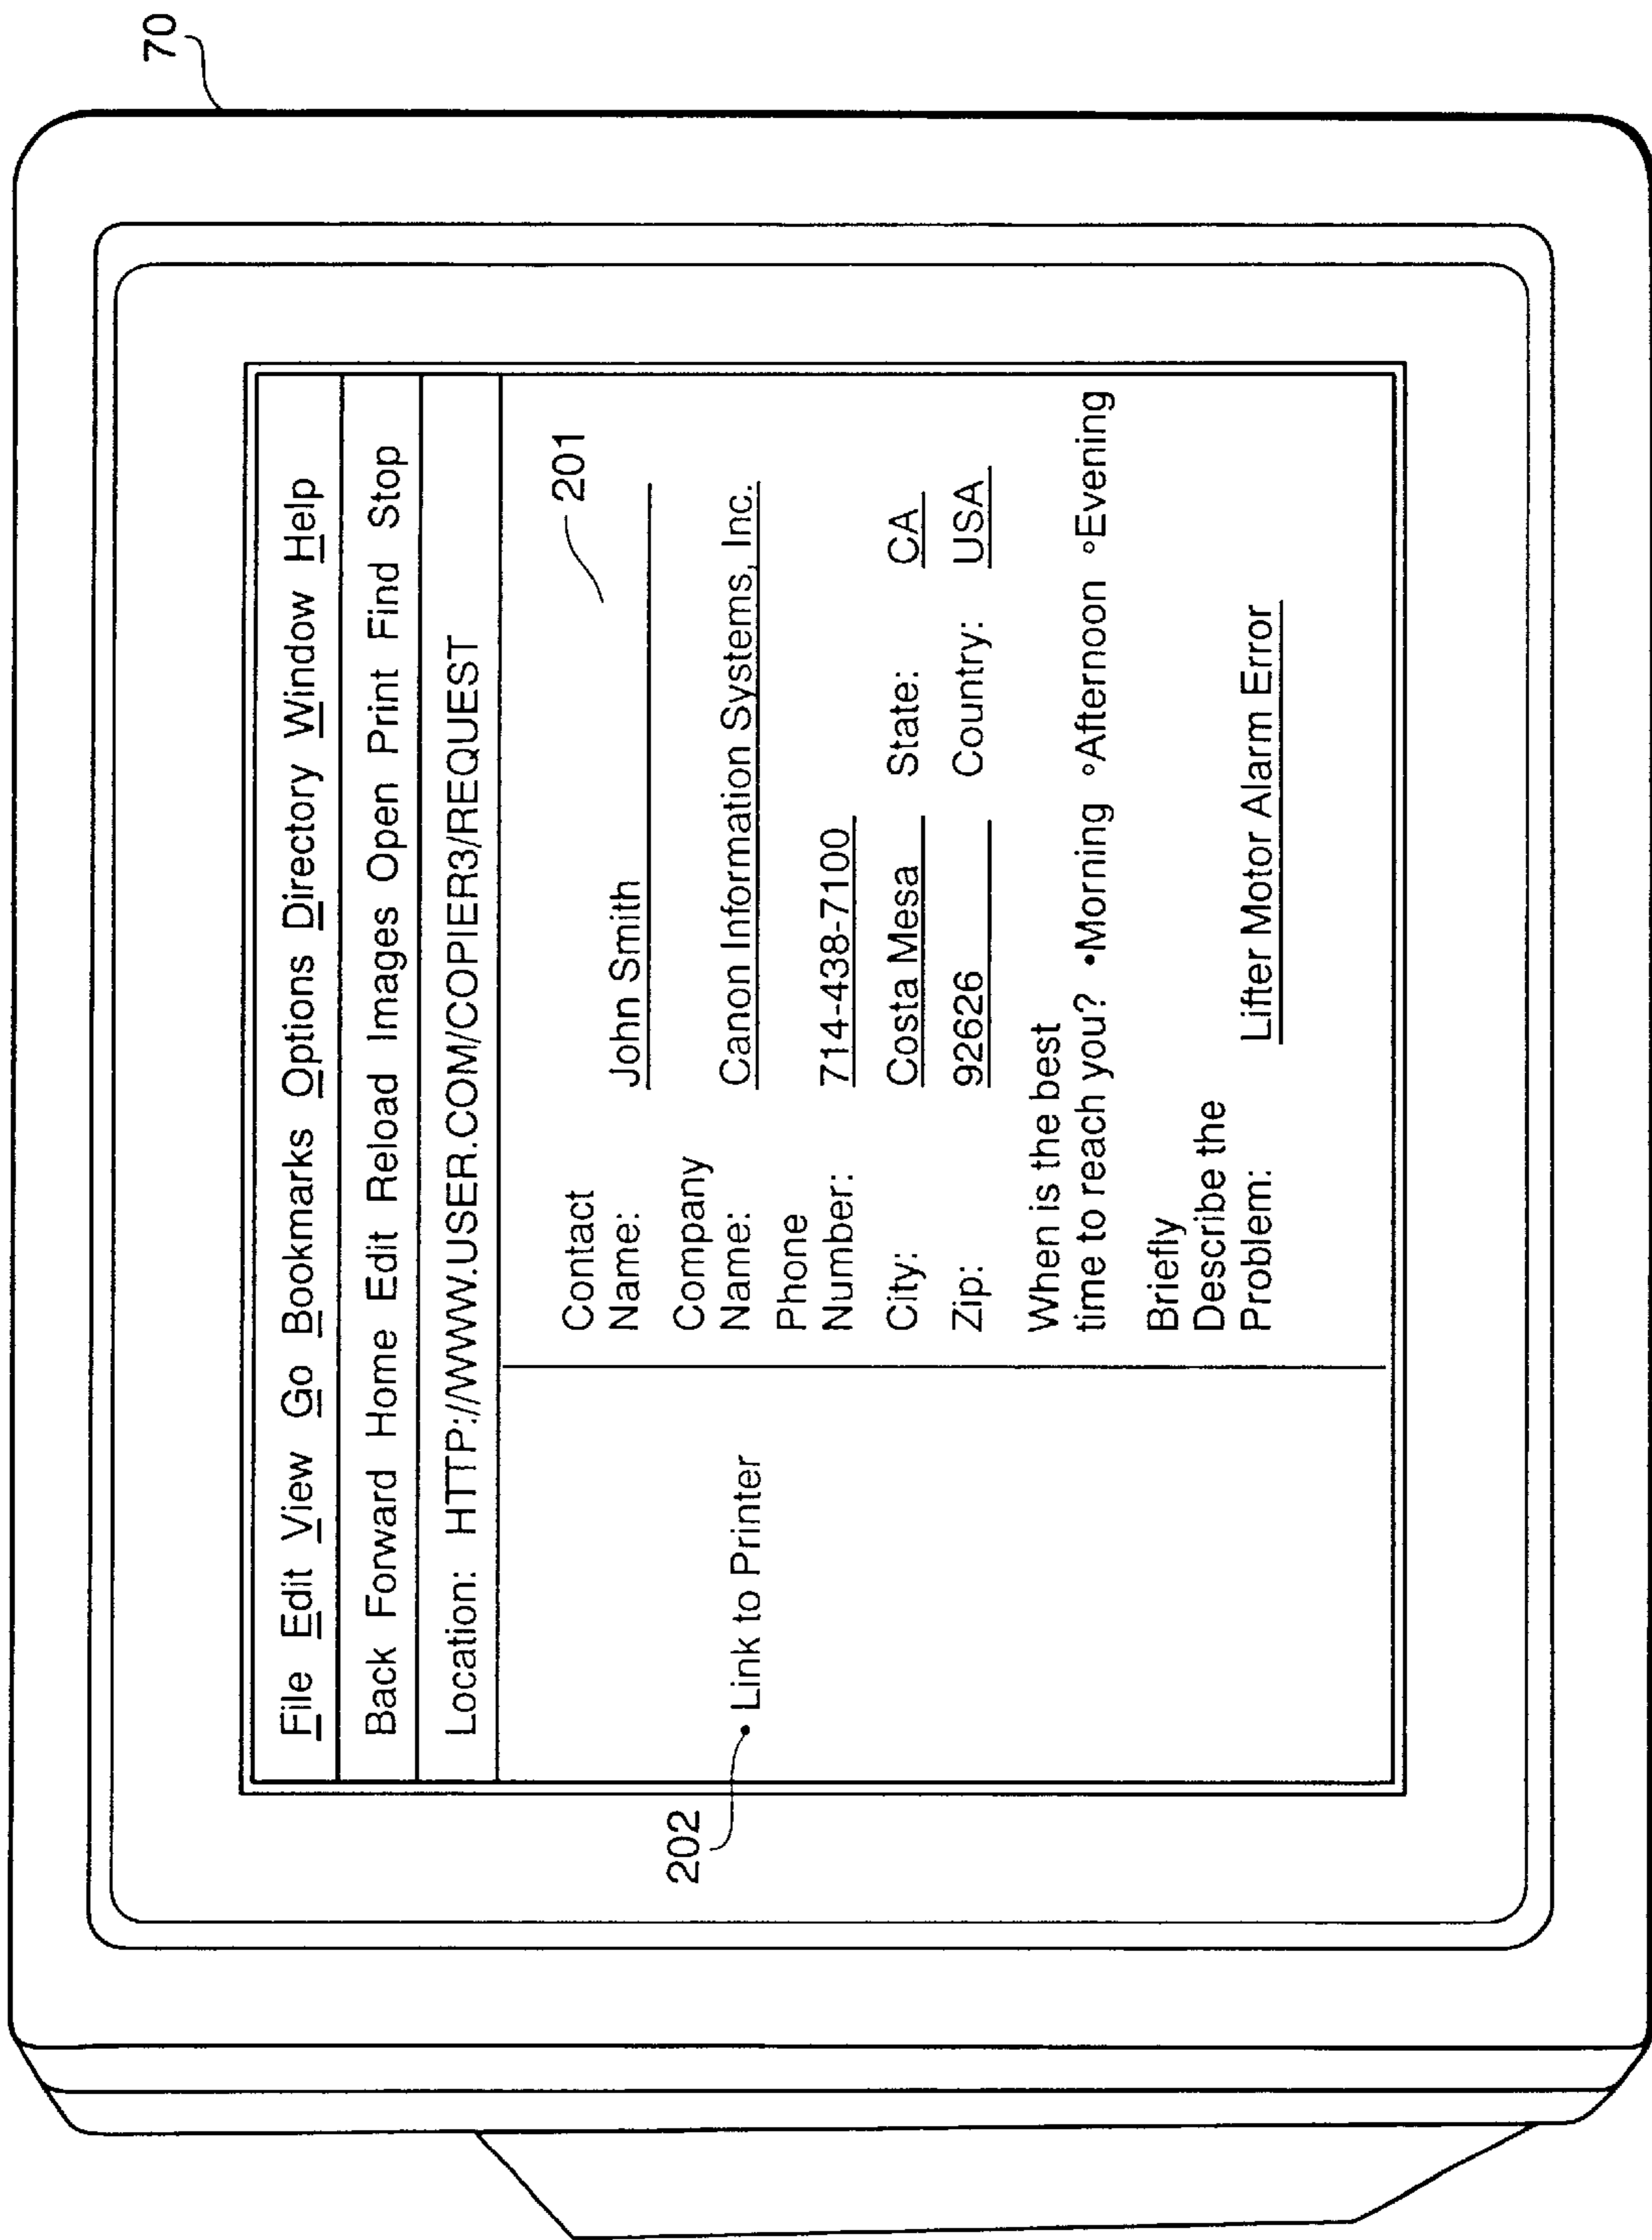 70
File Edit View Go Bookmarks Options Directory Window Help
Back Forward Home Edit Reload Images Open Print Find Stop
Location: HTTP://WWW.USER.COM/COPIER3/REQUEST
201
Contact
Name: John Smith
202
Company
Name: Canon Information Systems, Inc.
• Link to Printer
Phone
Number: 714-438-7100
City: Costa Mesa State: CA
Zip: 92626 Country: USA
When is the best
time to reach you? •Morning ∘Afternoon ∘Evening
Briefly
Describe the
Problem: Lifter Motor Alarm Error